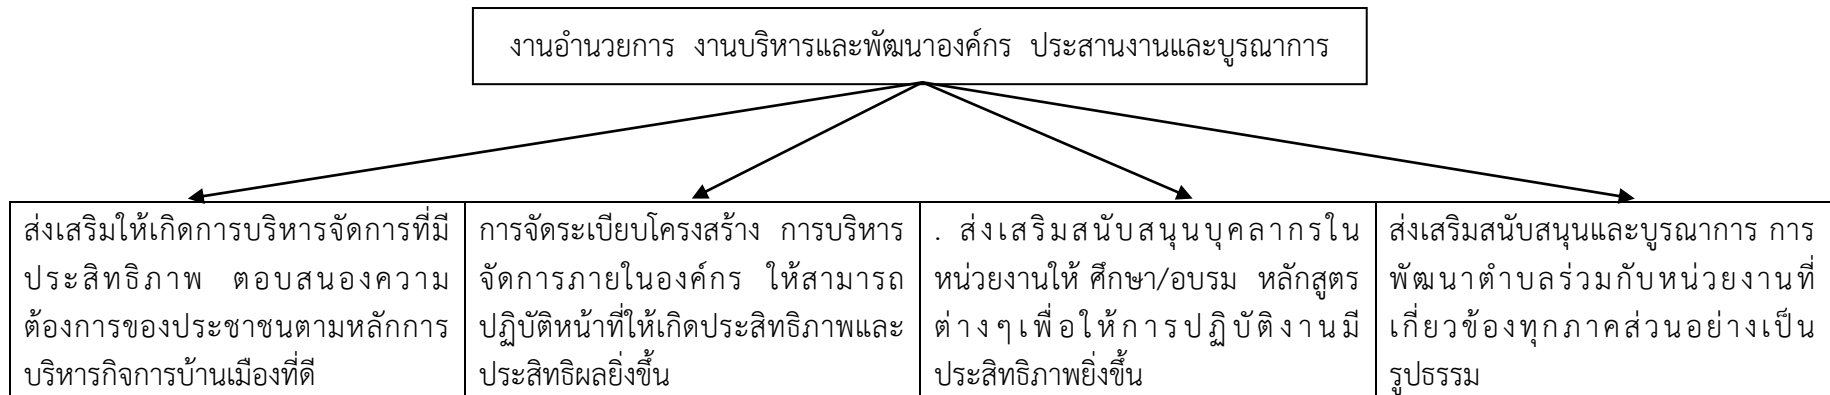 งานอำนวยการ งานบริหารและพัฒนาองค์กร ประสานงานและบูรณาการ
ส่งเสริมให้เกิดการบริหารจัดการที่มี
ประสิทธิภาพ ตอบสนองความ
ต้องการของประชาชนตามหลักการ
บริหารกิจการบ้านเมืองที่ดี
การจัดระเบียบโครงสร้าง การบริหาร
จัดการภายในองค์กร ให้สามารถ
ปฏิบัติหน้าที่ให้เกิดประสิทธิภาพและ
ประสิทธิผลยิ่งขึ้น
. ส่งเสริมสนับสนุนบุคลากรใน
หน่วยงานให้ ศึกษา/อบรม หลักสูตร
ต่างๆเพื่อให้การปฏิบัติงานมี
ประสิทธิภาพยิ่งขึ้น
ส่งเสริมสนับสนุนและบูรณาการ การ
พัฒนาตำบลร่วมกับหน่วยงานที่
เกี่ยวข้องทุกภาคส่วนอย่างเป็น
รูปธรรม